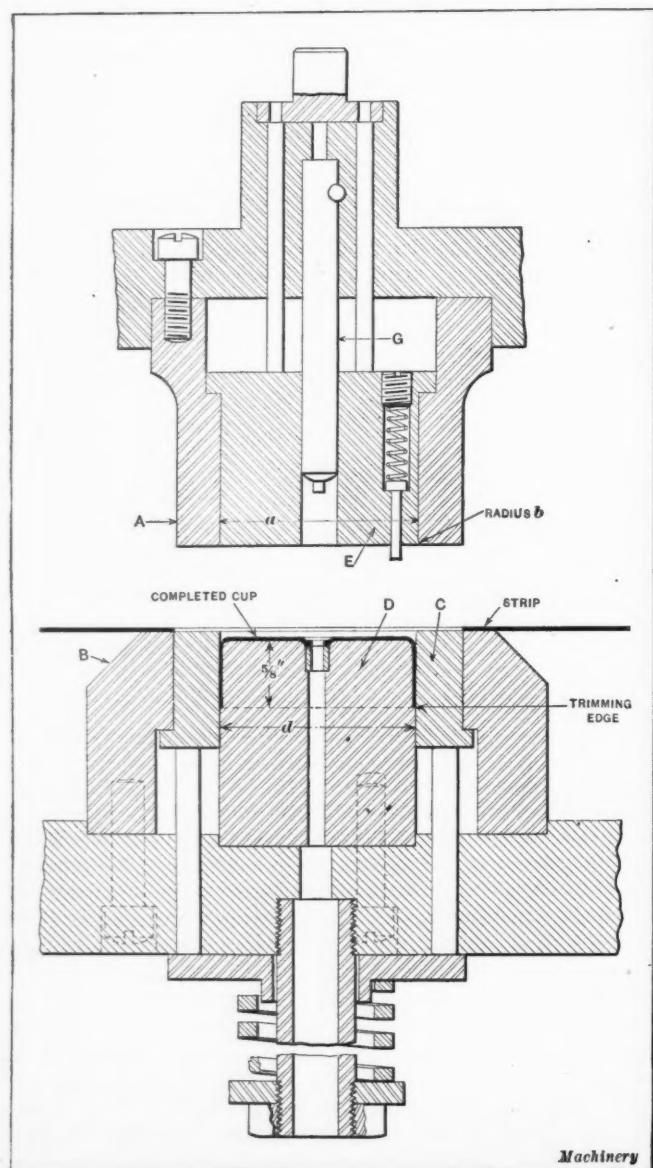 G
A
a
E
RADIUS b
COMPLETED CUP
D
C
STRIP
B
5/8"
TRIMMING EDGE
d
Machinery